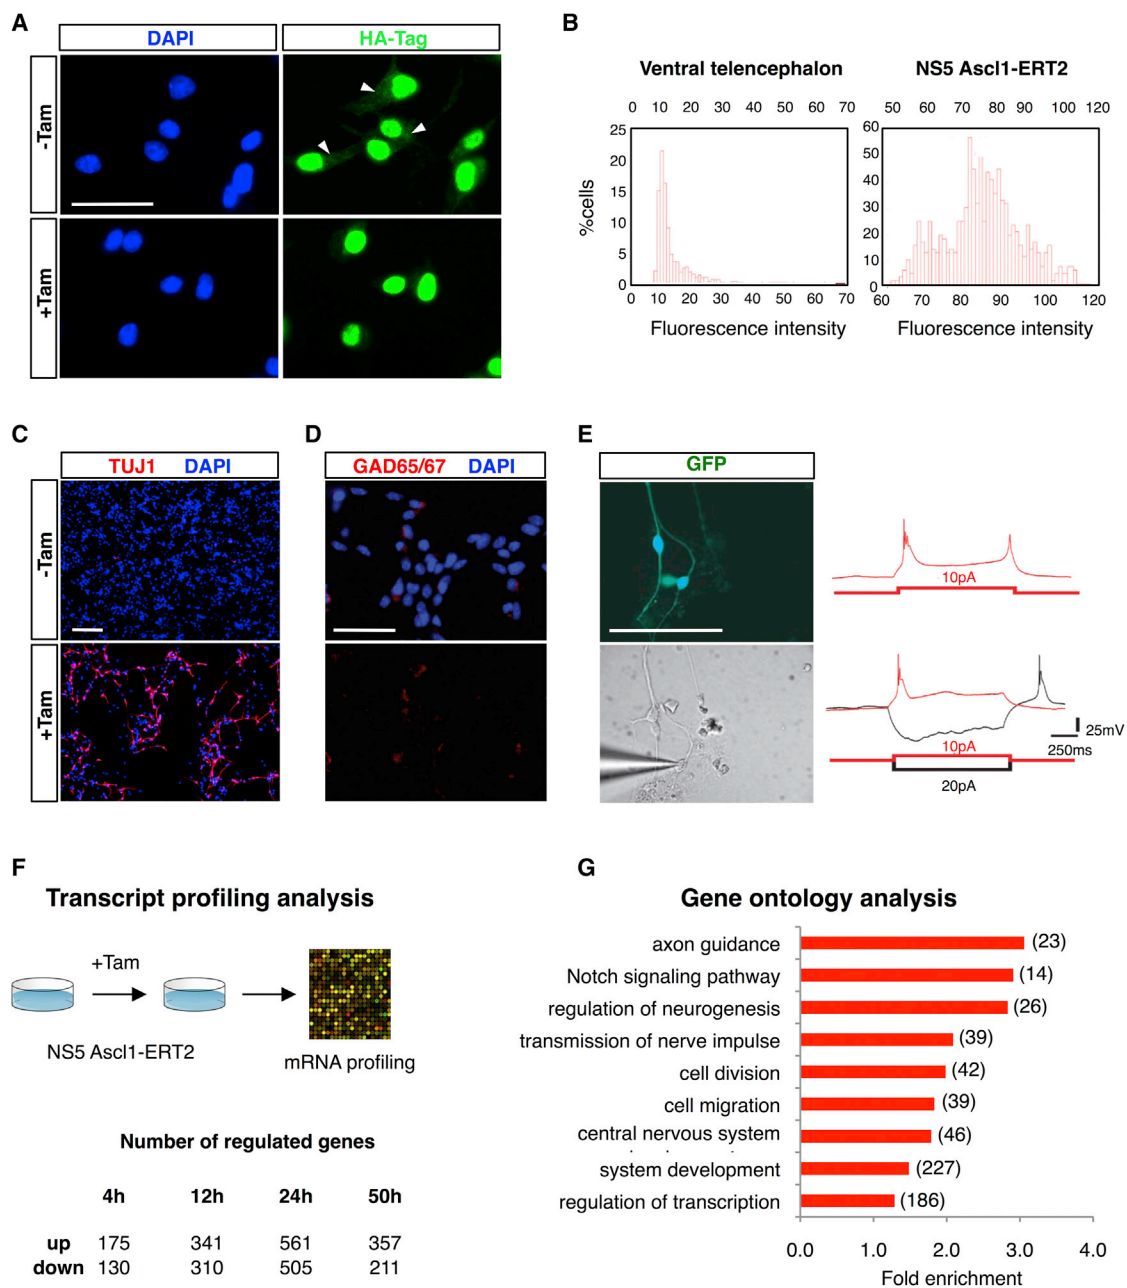 A
DAPI
HA-Tag
-Tam
+Tam
B
Ventral telencephalon
NS5 Ascl1-ERT2
0 10 20 30 40 50 60 70
50 60 70 80 90 100 120
25
20
15
10
5
0
%cells
60
50
40
30
20
10
0
0 10 20 30 40 50 60 70
60 70 80 90 100 120
Fluorescence intensity
Fluorescence intensity
C
TUJ1 DAPI
-Tam
+Tam
D
GAD65/67 DAPI
E
GFP
10pA
25mV
250ms
10pA
20pA
F
Transcript profiling analysis
+Tam
NS5 Ascl1-ERT2
mRNA profiling
Number of regulated genes
4h 12h 24h 50h
up 175 341 561 357
down 130 310 505 211
G
Gene ontology analysis
axon guidance (23)
Notch signaling pathway (14)
regulation of neurogenesis (26)
transmission of nerve impulse (39)
cell division (42)
cell migration (39)
central nervous system (46)
system development (227)
regulation of transcription (186)
0.0 1.0 2.0 3.0 4.0
Fold enrichment